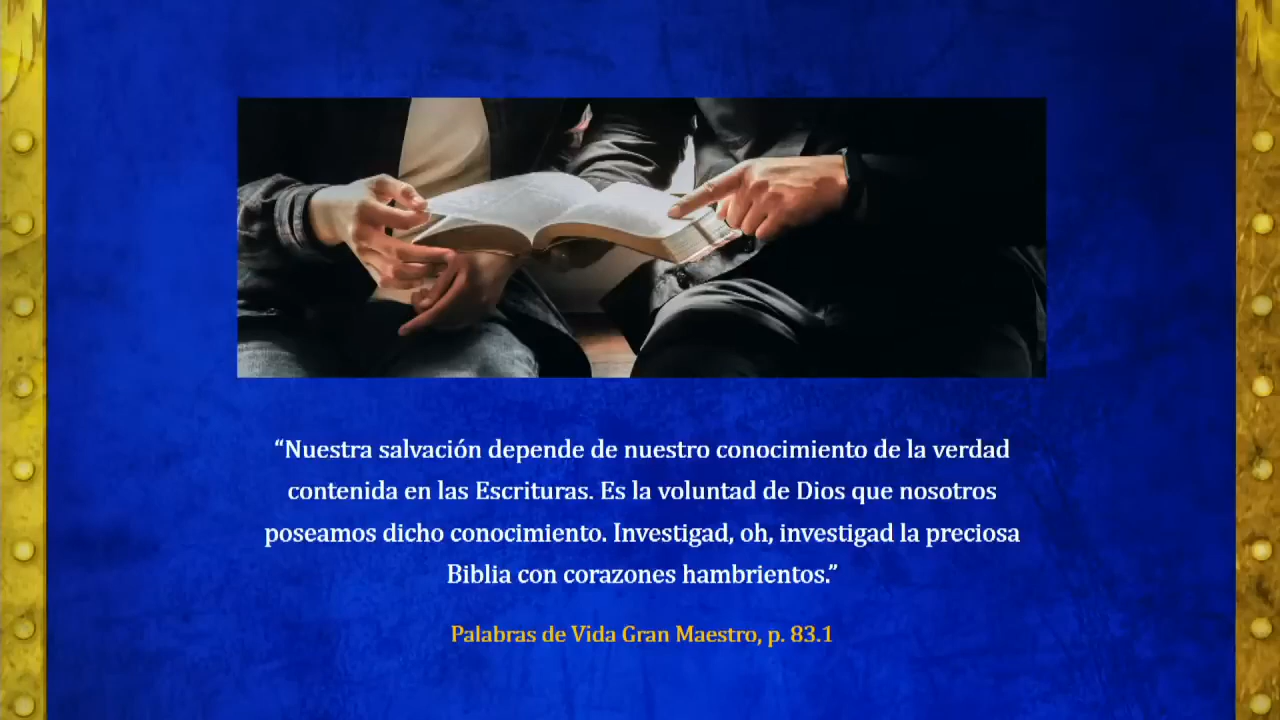 “Nuestra salvación depende de nuestro conocimiento de la verdad
contenida en las Escrituras. Es la voluntad de Dios que nosotros
poseamos dicho conocimiento. Investigad, oh, investigad la preciosa
Biblia con corazones hambrientos.”
Palabras de Vida Gran Maestro, p. 83.1